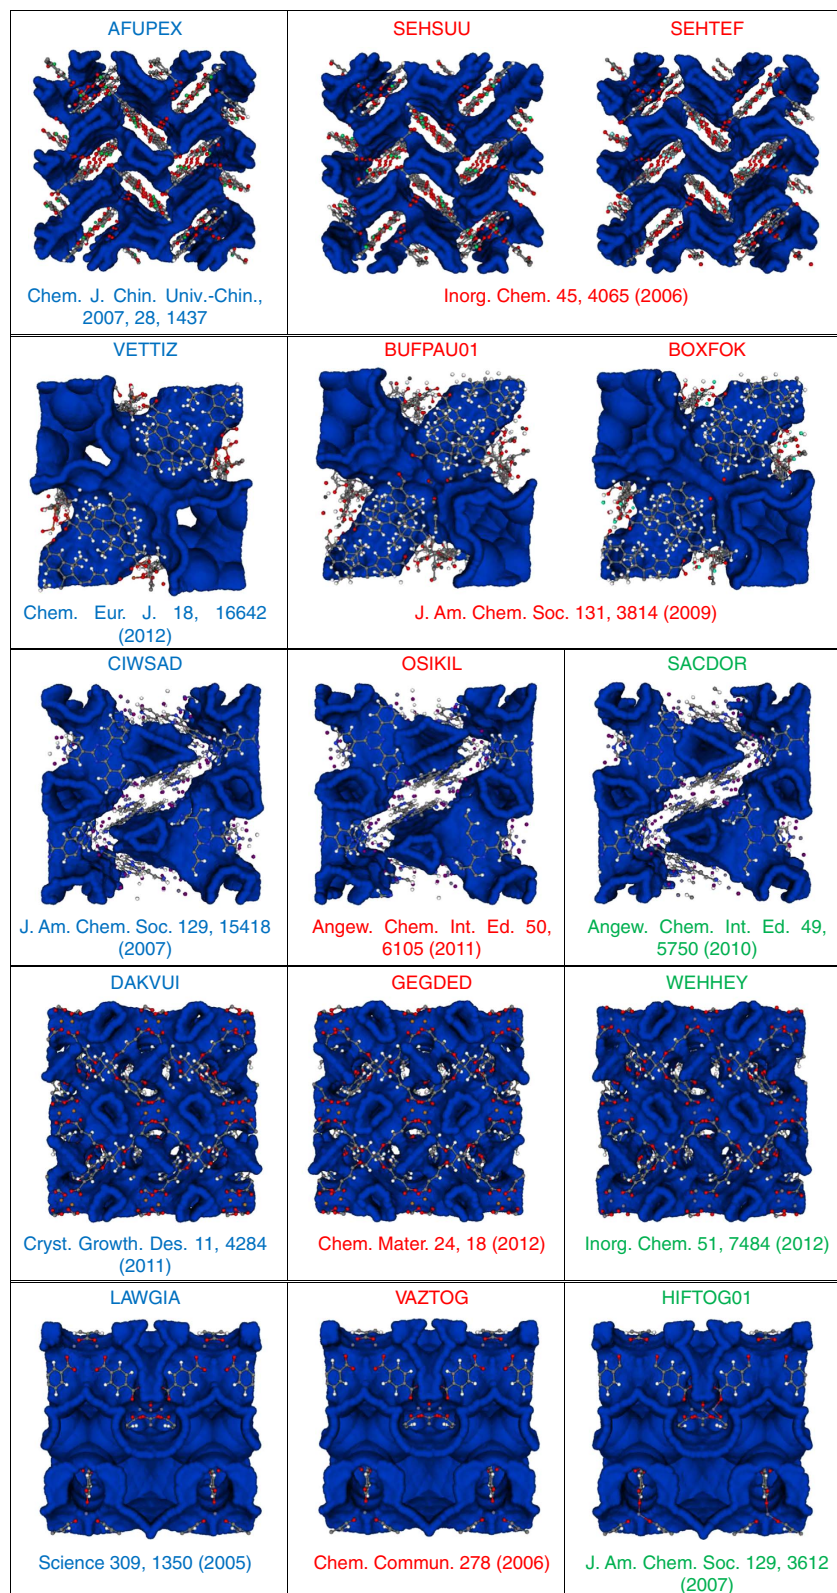 AFUPEX
SEHSUU
SEHTEF
Chem. J. Chin. Univ.-Chin.,
2007, 28, 1437
Inorg. Chem. 45, 4065 (2006)
VETTIZ
BUFPAU01
BOXFOK
Chem. Eur. J. 18, 16642
(2012)
J. Am. Chem. Soc. 131, 3814 (2009)
CIWSAD
OSIKIL
SACDOR
J. Am. Chem. Soc. 129, 15418
(2007)
Angew. Chem. Int. Ed. 50,
6105 (2011)
Angew. Chem. Int. Ed. 49,
5750 (2010)
DAKVUI
GEGDED
WEHHEY
Cryst. Growth. Des. 11, 4284
(2011)
Chem. Mater. 24, 18 (2012)
Inorg. Chem. 51, 7484 (2012)
LAWGIA
VAZTOG
HIFTOG01
Science 309, 1350 (2005)
Chem. Commun. 278 (2006)
J. Am. Chem. Soc. 129, 3612
(2007)